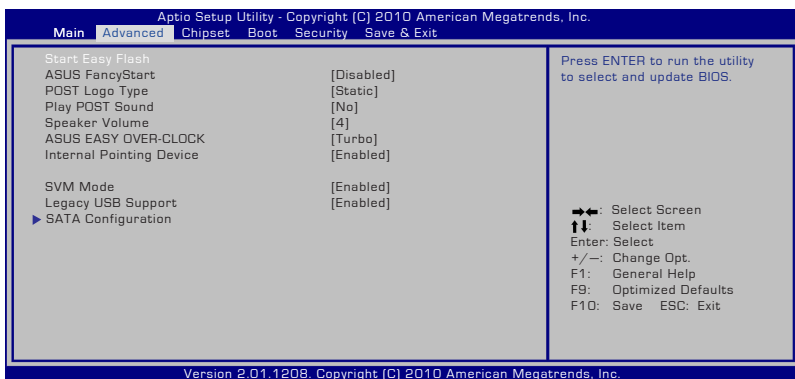 Aptio Setup Utility - Copyright (C) 2010 American Megatrends, Inc.
Main Advanced Chipset Boot Security Save & Exit
Start Easy Flash
ASUS FancyStart [Disabled]
POST Logo Type [Static]
Play POST Sound [No]
Speaker Volume [4]
ASUS EASY OVER-CLOCK [Turbo]
Internal Pointing Device [Enabled]
SVM Mode [Enabled]
Legacy USB Support [Enabled]
▶ SATA Configuration
Press ENTER to run the utility
to select and update BIOS.
→←: Select Screen
↑↓: Select Item
Enter: Select
+/—: Change Opt.
F1: General Help
F9: Optimized Defaults
F10: Save ESC: Exit
Version 2.01.1208. Copyright (C) 2010 American Megatrends, Inc.